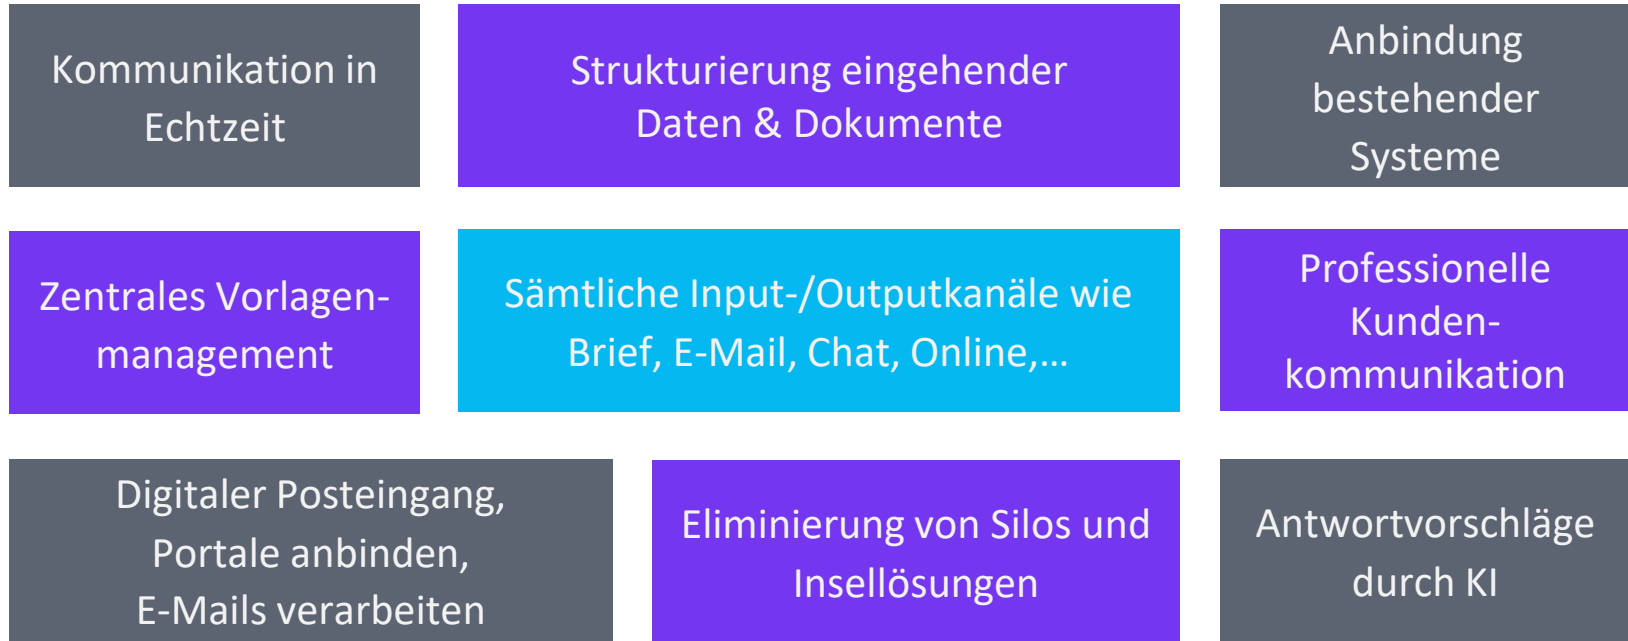 Kommunikation in
Echtzeit
Strukturierung eingehender
Daten & Dokumente
Anbindung
bestehender
Systeme
Zentrales Vorlagen-
management
Sämtliche Input-/Outputkanäle wie
Brief, E-Mail, Chat, Online,…
Professionelle
Kunden-
kommunikation
Digitaler Posteingang,
Portale anbinden,
E-Mails verarbeiten
Eliminierung von Silos und
Insellösungen
Antwortvorschläge
durch KI